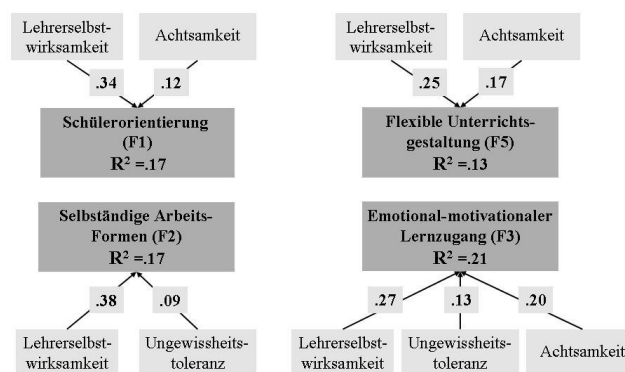 Lehrerselbst-
wirksamkeit
Achtsamkeit
.34
.12
Schülerorientierung
(F1)
R² =.17
Lehrerselbst-
wirksamkeit
Achtsamkeit
.25
.17
Flexible Unterrichts-
gestaltung (F5)
R² =.13
Selbständige Arbeits-
Formen (F2)
R² =.17
.38
.09
Lehrerselbst-
wirksamkeit
Ungewissheits-
toleranz
Emotional-motivationaler
Lernzugang (F3)
R² =.21
.27
.13
.20
Lehrerselbst-
wirksamkeit
Ungewissheits-
toleranz
Achtsamkeit